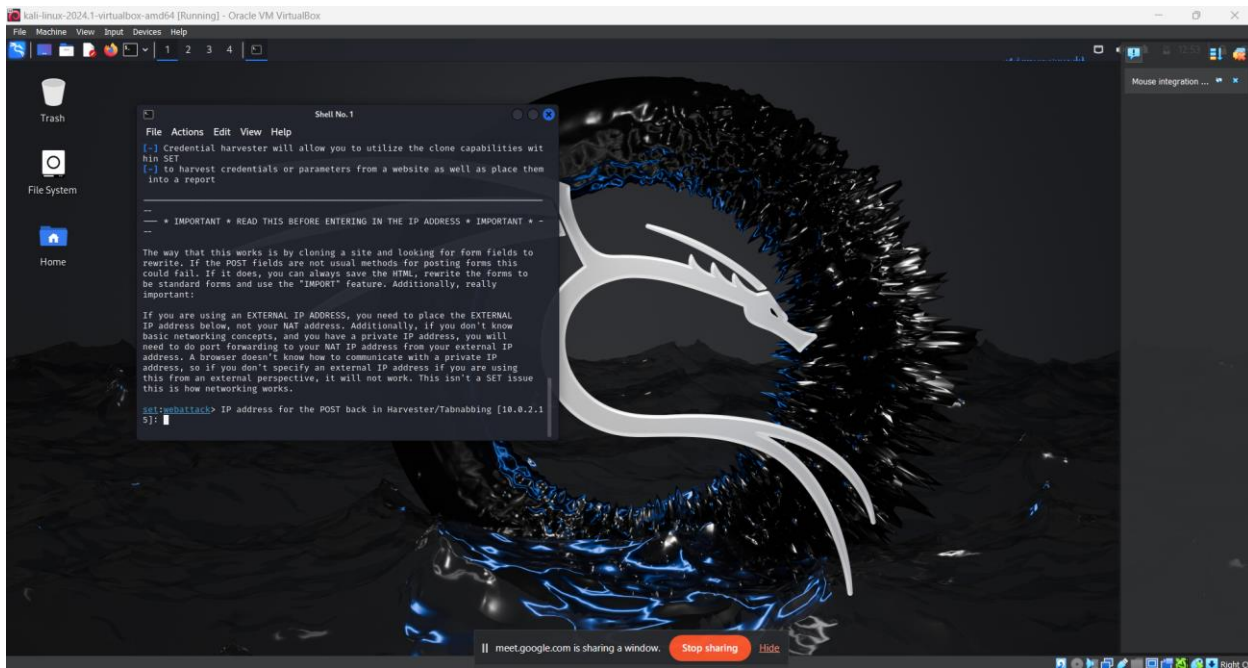 kali-linux-2024.1-virtualbox-amd64 [Running] - Oracle VM VirtualBox
File Machine View Input Devices Help
1 2 3 4
12:53
Mouse integration ...
Trash
File System
Home
Shell No. 1
File Actions Edit View Help
[-] Credential harvester will allow you to utilize the clone capabilities wit
hin SET
[-] to harvest credentials or parameters from a website as well as place them
into a report
--- * IMPORTANT * READ THIS BEFORE ENTERING IN THE IP ADDRESS * IMPORTANT * -
--
The way that this works is by cloning a site and looking for form fields to
rewrite. If the POST fields are not usual methods for posting forms this
could fail. If it does, you can always save the HTML, rewrite the forms to
be standard forms and use the "IMPORT" feature. Additionally, really
important:
If you are using an EXTERNAL IP ADDRESS, you need to place the EXTERNAL
IP address below, not your NAT address. Additionally, if you don't know
basic networking concepts, and you have a private IP address, you will
need to do port forwarding to your NAT IP address from your external IP
address. A browser doesn't know how to communicate with a private IP
address, so if you don't specify an external IP address if you are using
this from an external perspective, it will not work. This isn't a SET issue
this is how networking works.
set:webattack> IP address for the POST back in Harvester/Tabnabbing [10.0.2.1
5]:
meet.google.com is sharing a window. Stop sharing Hide
Right C